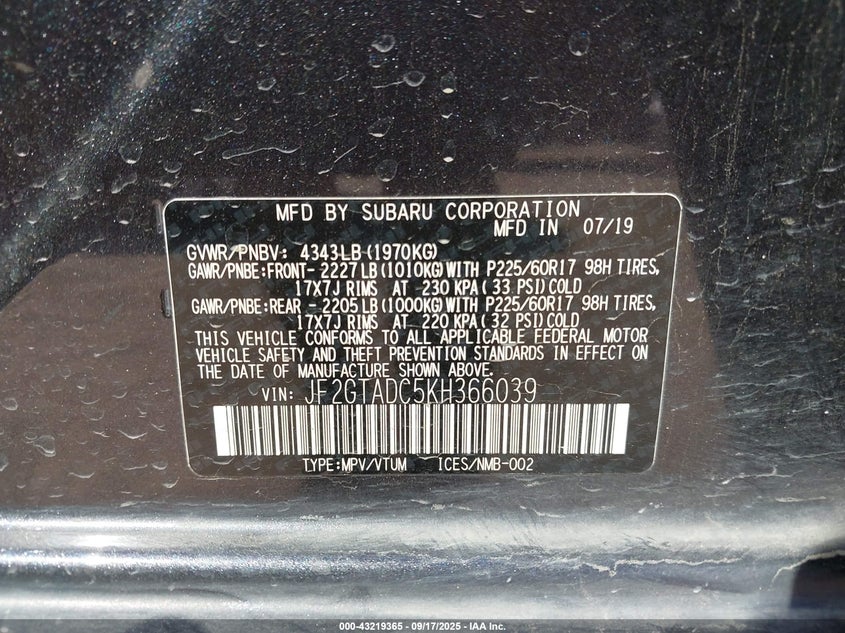 MFD BY SUBARU CORPORATION
MFD IN 07/19
GVWR/PNBV: 4343LB (1970KG)
GAWR/PNBE:FRONT- 2227 LB (1010KG) WITH P225/60R17 98H TIRES,
17X7J RIMS AT 230 KPA ( 33 PSI) COLD
GAWR/PNBE:REAR - 2205 LB (1000KG) WITH P225/60R17 98H TIRES,
17X7J RIMS AT 220 KPA ( 32 PSI) COLD
THIS VEHICLE CONFORMS TO ALL APPLICABLE FEDERAL MOTOR
VEHICLE SAFETY AND THEFT PREVENTION STANDARDS IN EFFECT ON
THE DATE OF MANUFACTURE SHOWN ABOVE.
VIN: JF2GTADC5KH366039
TYPE:MPV/VTUM ICES/NMB-002
000-43219365 - 09/17/2025 - IAA Inc.